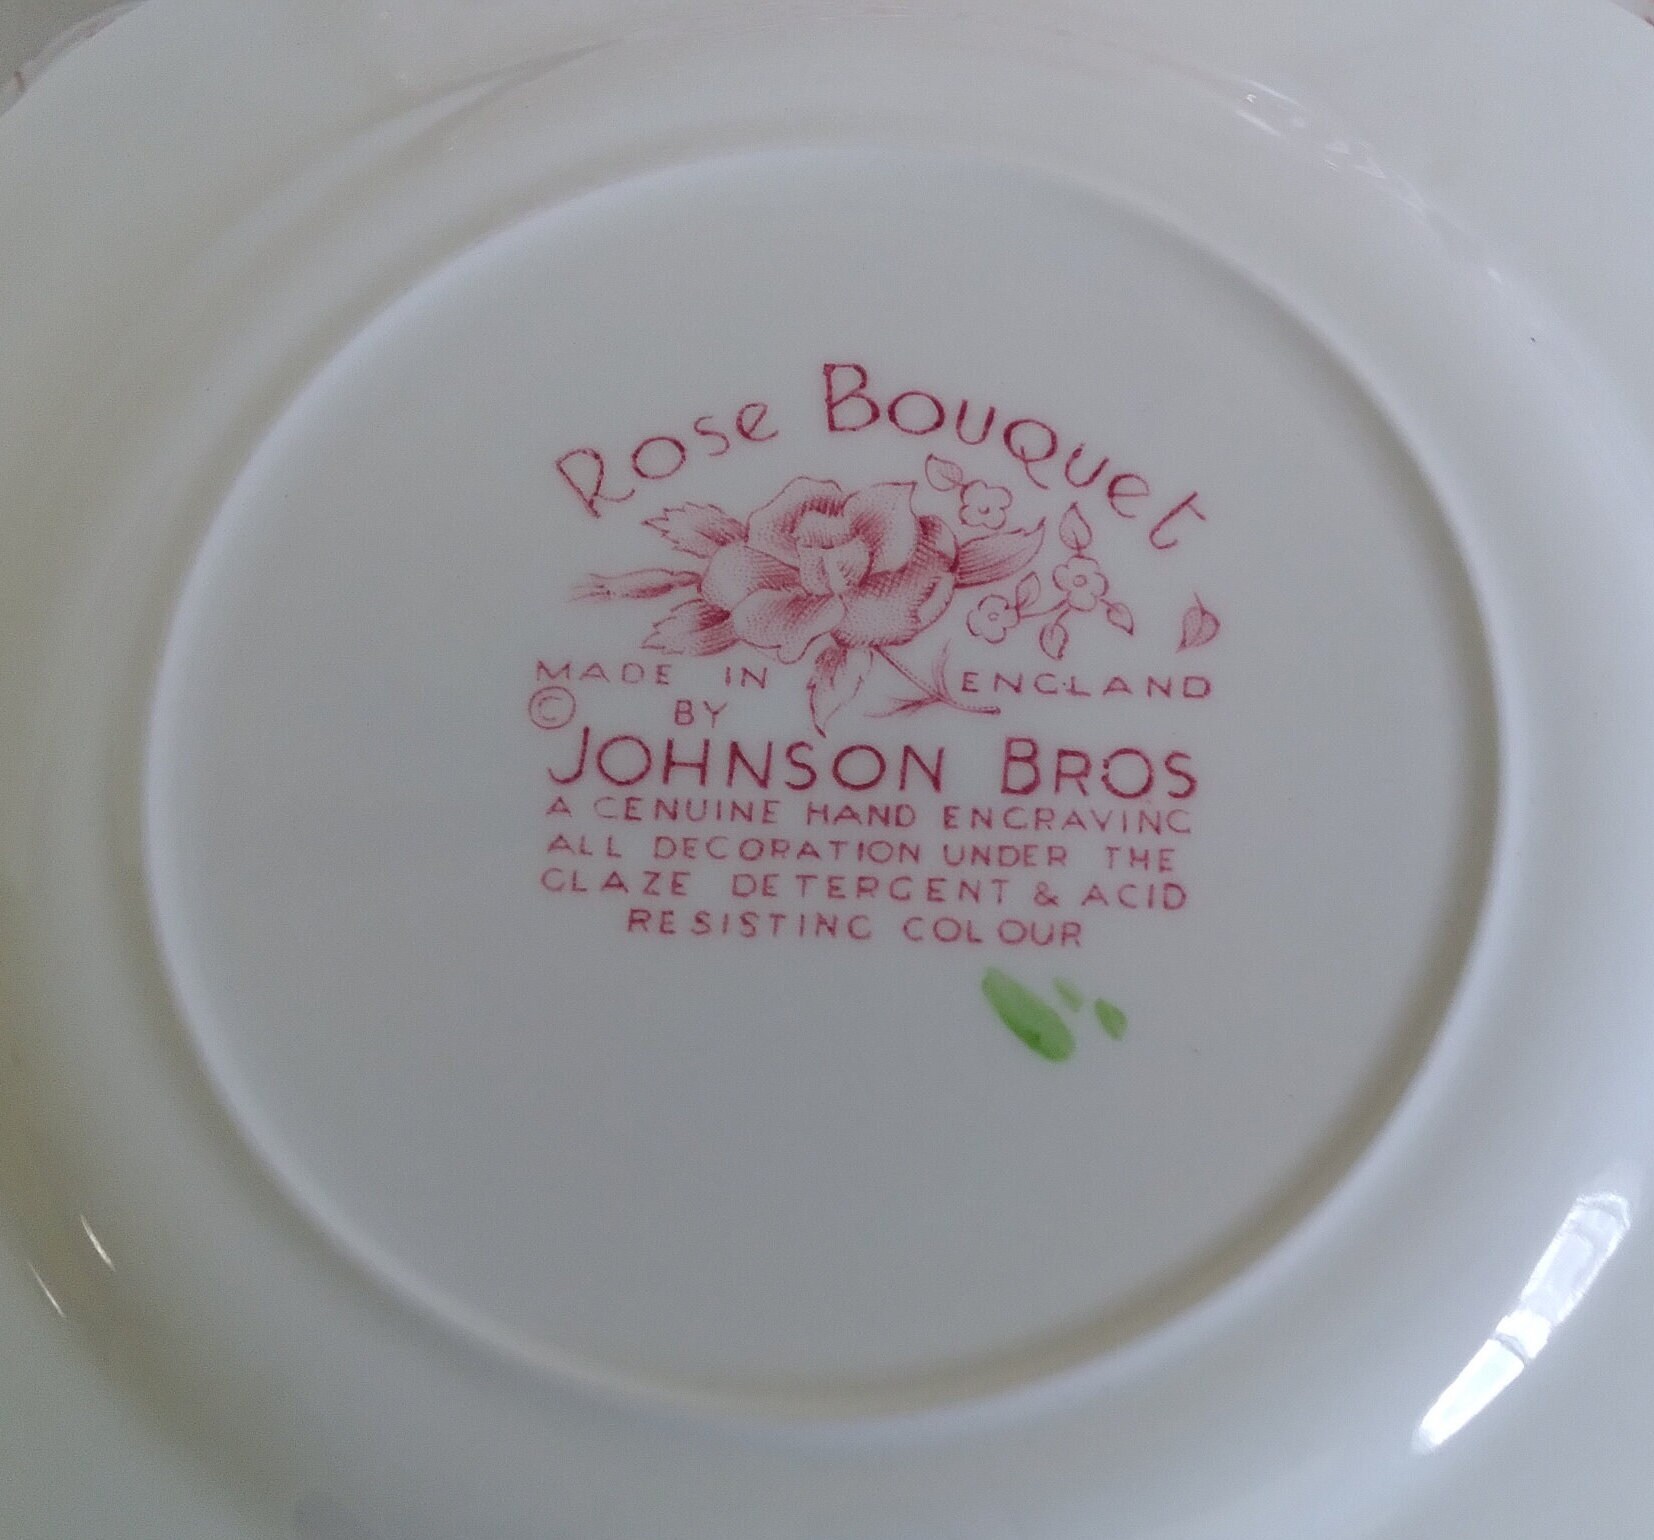 Rose Bouquet
MADE IN ENGLAND
© BY
JOHNSON BROS
A GENUINE HAND ENGRAVING
ALL DECORATION UNDER THE
GLAZE DETERGENT & ACID
RESISTING COLOUR